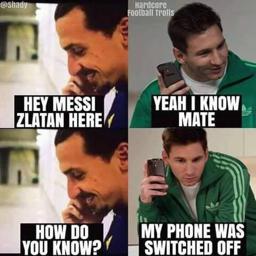 @Shady
Hardcore
Football Trolls
HEY MESSI
ZLATAN HERE
YEAH I KNOW
MATE
HOW DO
YOU KNOW?
MY PHONE WAS
SWITCHED OFF